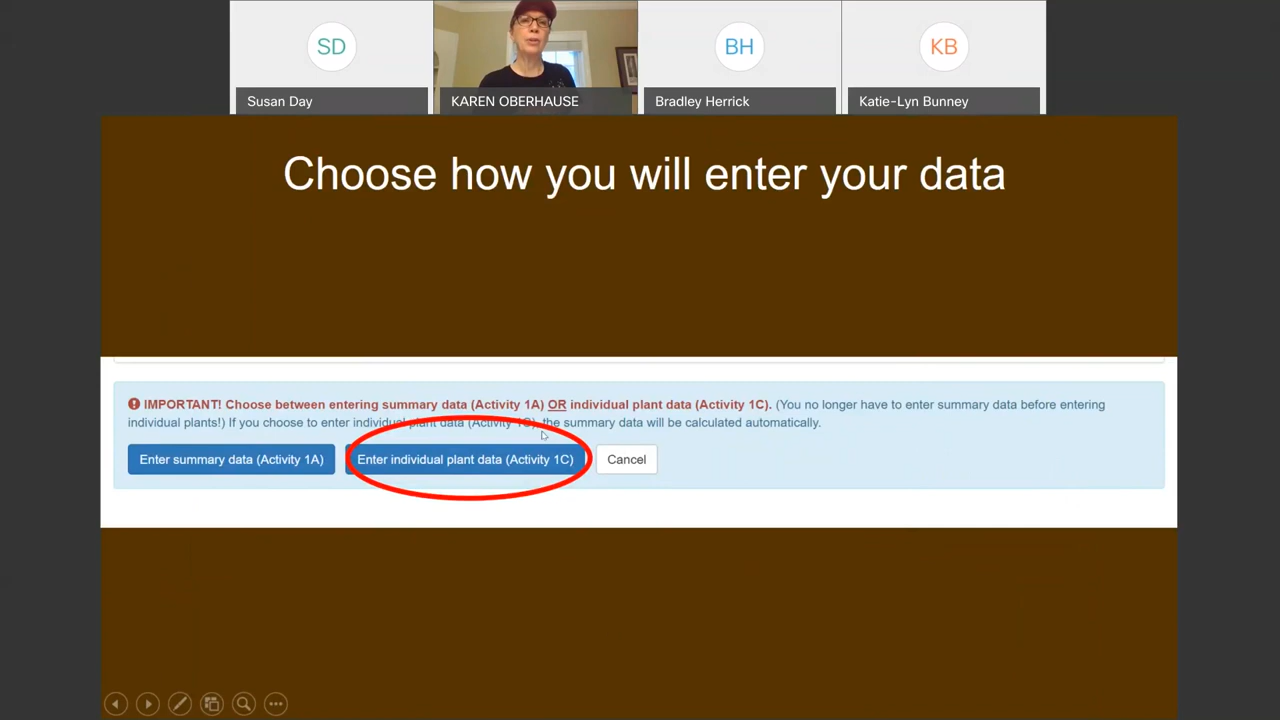 SD
BH
KB
Susan Day
KAREN OBERHAUSE
Bradley Herrick
Katie-Lyn Bunney
Choose how you will enter your data
IMPORTANT! Choose between entering summary data (Activity 1A) OR individual plant data (Activity 1C). (You no longer have to enter summary data before entering
individual plants!) If you choose to enter individual plant data (Activity 1C), the summary data will be calculated automatically.
Enter summary data (Activity 1A)
Enter individual plant data (Activity 1C)
Cancel